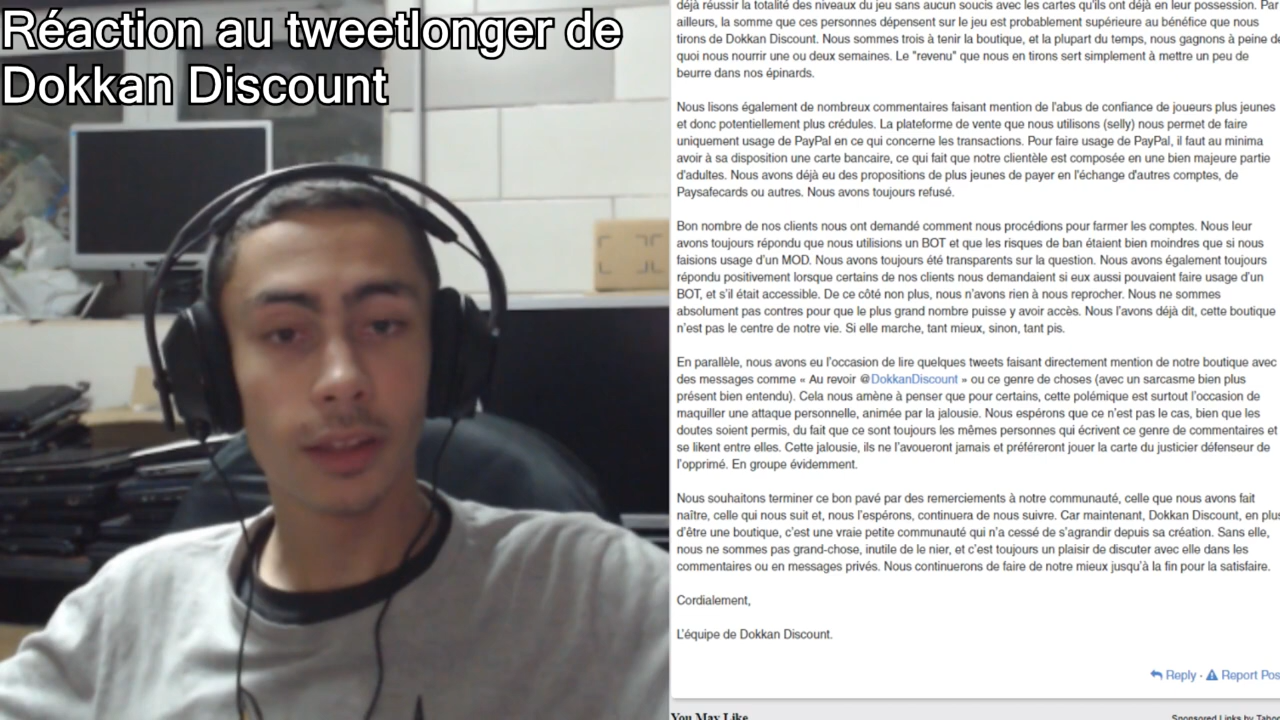 Réaction au tweetlonger de
Dokkan Discount
déjà réussir la totalité des niveaux du jeu sans aucun soucis avec les cartes qu'ils ont déjà en leur possession. Par
ailleurs, la somme que ces personnes dépensent sur le jeu est probablement supérieure au bénéfice que nous
tirons de Dokkan Discount. Nous sommes trois à tenir la boutique, et la plupart du temps, nous gagnons à peine de
quoi nous nourrir une ou deux semaines. Le "revenu" que nous en tirons sert simplement à mettre un peu de
beurre dans nos épinards.
Nous lisons également de nombreux commentaires faisant mention de l'abus de confiance de joueurs plus jeunes
et donc potentiellement plus crédules. La plateforme de vente que nous utilisons (selly) nous permet de faire
uniquement usage de PayPal en ce qui concerne les transactions. Pour faire usage de PayPal, il faut au minima
avoir à sa disposition une carte bancaire, ce qui fait que notre clientèle est composée en une bien majeure partie
d'adultes. Nous avons déjà eu des propositions de plus jeunes de payer en l'échange d'autres comptes, de
Paysafecards ou autres. Nous avons toujours refusé.
Bon nombre de nos clients nous ont demandé comment nous procédions pour farmer les comptes. Nous leur
avons toujours répondu que nous utilisions un BOT et que les risques de ban étaient bien moindres que si nous
faisions usage d'un MOD. Nous avons toujours été transparents sur la question. Nous avons également toujours
répondu positivement lorsque certains de nos clients nous demandaient si eux aussi pouvaient faire usage d'un
BOT, et s'il était accessible. De ce côté non plus, nous n'avons rien à nous reprocher. Nous ne sommes
absolument pas contres pour que le plus grand nombre puisse y avoir accès. Nous l'avons déjà dit, cette boutique
n'est pas le centre de notre vie. Si elle marche, tant mieux, sinon, tant pis.
En parallèle, nous avons eu l'occasion de lire quelques tweets faisant directement mention de notre boutique avec
des messages comme « Au revoir @DokkanDiscount » ou ce genre de choses (avec un sarcasme bien plus
présent bien entendu). Cela nous amène à penser que pour certains, cette polémique est surtout l'occasion de
maquiller une attaque personnelle, animée par la jalousie. Nous espérons que ce n'est pas le cas, bien que les
doutes soient permis, du fait que ce sont toujours les mêmes personnes qui écrivent ce genre de commentaires et
se likent entre elles. Cette jalousie, ils ne l'avoueront jamais et préféreront jouer la carte du justicier défenseur de
l'opprimé. En groupe évidemment.
Nous souhaitons terminer ce bon pavé par des remerciements à notre communauté, celle que nous avons fait
naître, celle qui nous suit et, nous l'espérons, continuera de nous suivre. Car maintenant, Dokkan Discount, en plus
d'être une boutique, c'est une vraie petite communauté qui n'a cessé de s'agrandir depuis sa création. Sans elle,
nous ne sommes pas grand-chose, inutile de le nier, et c'est toujours un plaisir de discuter avec elle dans les
commentaires ou en messages privés. Nous continuerons de faire de notre mieux jusqu'à la fin pour la satisfaire.
Cordialement,
L'équipe de Dokkan Discount.
Reply · Report Pos
You May Like
Sponsored Links by Taboo